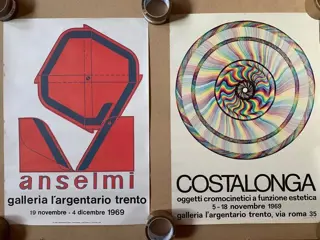 anselmi
galleria l'argentario trento
19 novembre - 4 dicembre 1969
COSTALONGA
oggetti cromocinetici a funzione estetica
5 - 18 novembre 1969
galleria l'argentario trento, via roma 35